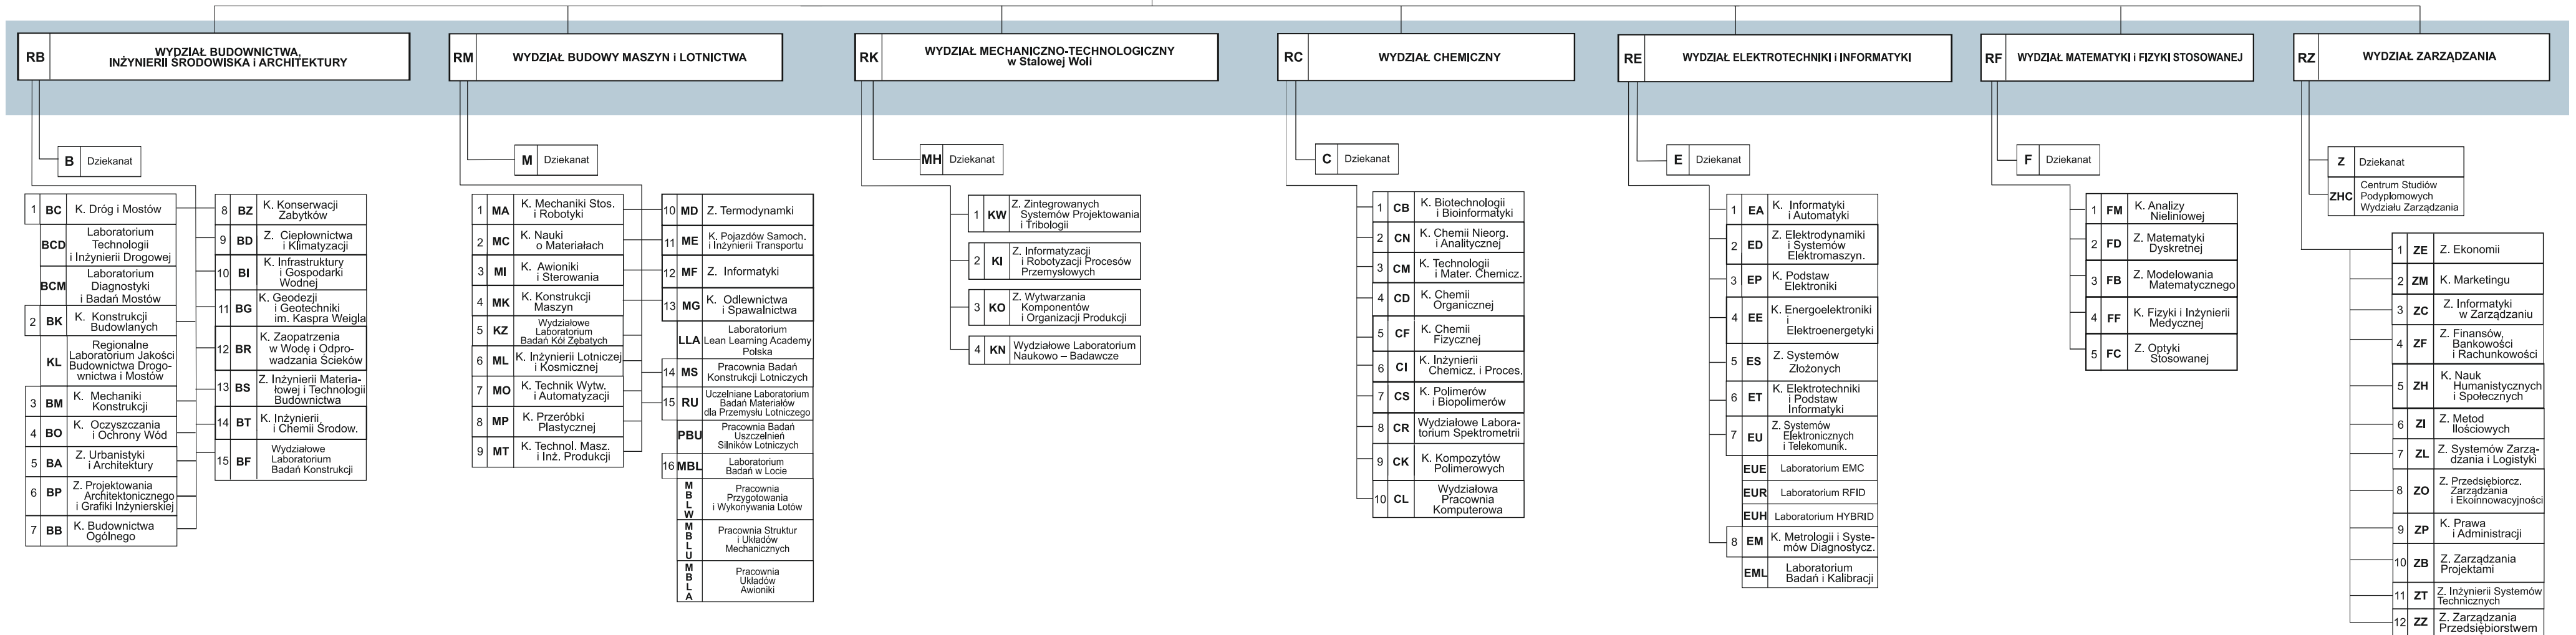 RB
WYDZIAŁ BUDOWNICTWA,
INŻYNIERII ŚRODOWISKA i ARCHITEKTURY
B Dziekanat
1 BC K. Dróg i Mostów
BCD Laboratorium
Technologii
i Inżynierii Drogowej
BCM Laboratorium
Diagnostyki
i Badań Mostów
2 BK K. Konstrukcji
Budowlanych
KL Regionalne
Laboratorium Jakości
Budownictwa Drogo-
wnictwa i Mostów
3 BM K. Mechaniki
Konstrukcji
4 BO K. Oczyszczania
i Ochrony Wód
5 BA Z. Urbanistyki
i Architektury
6 BP Z. Projektowania
Architektonicznego
i Grafiki Inżynierskiej
7 BB K. Budownictwa
Ogólnego
8 BZ K. Konserwacji
Zabytków
9 BD Z. Ciepłownictwa
i Klimatyzacji
10 BI K. Infrastruktury
i Gospodarki
Wodnej
11 BG K. Geodezji
i Geotechniki
im. Kaspra Weigla
12 BR K. Zaopatrzenia
w Wodę i Odpro-
wadzania Ścieków
13 BS Z. Inżynierii Materia-
łowej i Technologii
Budownictwa
14 BT K. Inżynierii
i Chemii Środow.
15 BF Wydziałowe
Laboratorium
Badań Konstrukcji
RM WYDZIAŁ BUDOWY MASZYN i LOTNICTWA
M Dziekanat
1 MA K. Mechaniki Stos.
i Robotyki
2 MC K. Nauki
o Materiałach
3 MI K. Awioniki
i Sterowania
4 MK K. Konstrukcji
Maszyn
5 KZ Wydziałowe
Laboratorium
Badań Kół Zębatych
6 ML K. Inżynierii Lotniczej
i Kosmicznej
7 MO K. Technik Wytw.
i Automatyzacji
8 MP K. Przeróbki
Plastycznej
9 MT K. Technol. Masz.
i Inż. Produkcji
10 MD Z. Termodynamki
11 ME K. Pojazdów Samoch.
i Inżynierii Transportu
12 MF Z. Informatyki
13 MG K. Odlewnictwa
i Spawalnictwa
LLA Laboratorium
Lean Learning Academy
Polska
14 MS Pracownia Badań
Konstrukcji Lotniczych
15 RU Uczelniane Laboratorium
Badań Materiałów
dla Przemysłu Lotniczego
PBU Pracownia Badań
Uszczelnień
Silników Lotniczych
16 MBL Laboratorium
Badań w Locie
MBLW Pracownia
Przygotowania
i Wykonywania Lotów
MBLU Pracownia Struktur
i Układów
Mechanicznych
MBLA Pracownia
Układów
Awioniki
RK WYDZIAŁ MECHANICZNO-TECHNOLOGICZNY
w Stalowej Woli
MH Dziekanat
1 KW Z. Zintegrowanych
Systemów Projektowania
i Tribologii
2 KI Z. Informatyzacji
i Robotyzacji Procesów
Przemysłowych
3 KO Z. Wytwarzania
Komponentów
i Organizacji Produkcji
4 KN Wydziałowe Laboratorium
Naukowo – Badawcze
RC WYDZIAŁ CHEMICZNY
C Dziekanat
1 CB K. Biotechnologii
i Bioinformatyki
2 CN K. Chemii Nieorg.
i Analitycznej
3 CM K. Technologii
i Mater. Chemicz.
4 CD K. Chemii
Organicznej
5 CF K. Chemii
Fizycznej
6 CI K. Inżynierii
Chemicz. i Proces.
7 CS K. Polimerów
i Biopolimerów
8 CR Wydziałowe Labora-
torium Spektrometrii
9 CK K. Kompozytów
Polimerowych
10 CL Wydziałowa
Pracownia
Komputerowa
RE WYDZIAŁ ELEKTROTECHNIKI i INFORMATYKI
E Dziekanat
1 EA K. Informatyki
i Automatyki
2 ED Z. Elektrodynamiki
i Systemów
Elektromaszyn.
3 EP K. Podstaw
Elektroniki
4 EE K. Energoelektroniki
i
Elektroenergetyki
5 ES Z. Systemów
Złożonych
6 ET K. Elektrotechniki
i Podstaw
Informatyki
7 EU Z. Systemów
Elektronicznych
i Telekomunik.
EUE Laboratorium EMC
EUR Laboratorium RFID
EUH Laboratorium HYBRID
8 EM K. Metrologii i Syste-
mów Diagnostycz.
EML Laboratorium
Badań i Kalibracji
RF WYDZIAŁ MATEMATYKI i FIZYKI STOSOWANEJ
F Dziekanat
1 FM K. Analizy
Nieliniowej
2 FD Z. Matematyki
Dyskretnej
3 FB Z. Modelowania
Matematycznego
4 FF K. Fizyki i Inżynierii
Medycznej
5 FC Z. Optyki
Stosowanej
RZ WYDZIAŁ ZARZĄDZANIA
Z Dziekanat
ZHC Centrum Studiów
Podyplomowych
Wydziału Zarządzania
1 ZE Z. Ekonomii
2 ZM K. Marketingu
3 ZC Z. Informatyki
w Zarządzaniu
4 ZF Z. Finansów,
Bankowości
i Rachunkowości
5 ZH K. Nauk
Humanistycznych
i Społecznych
6 ZI Z. Metod
Ilościowych
7 ZL Z. Systemów Zarzą-
dzania i Logistyki
8 ZO Z. Przedsiębiorcz.
Zarządzania
i Ekoinnowacyjności
9 ZP K. Prawa
i Administracji
10 ZB Z. Zarządzania
Projektami
11 ZT Z. Inżynierii Systemów
Technicznych
12 ZZ Z. Zarządzania
Przedsiębiorstwem